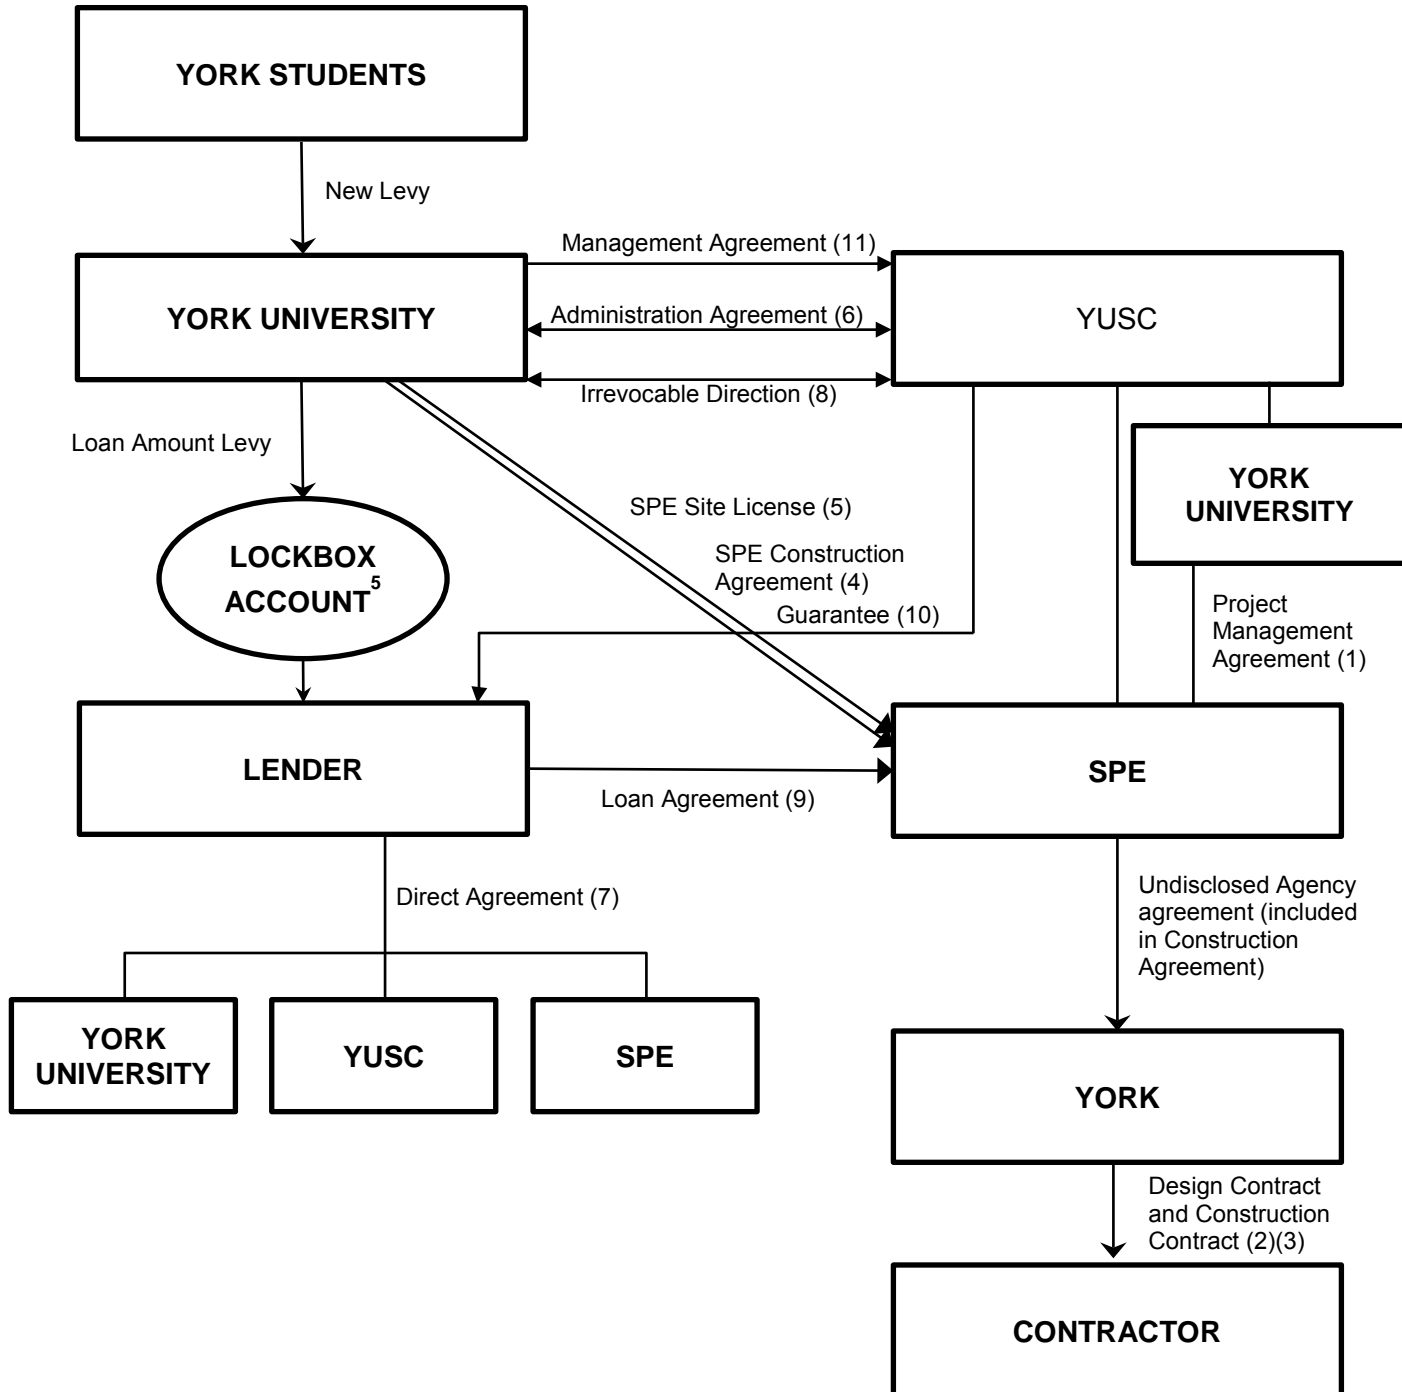 YORK STUDENTS
New Levy
Management Agreement (11)
YORK UNIVERSITY
Administration Agreement (6)
YUSC
Irrevocable Direction (8)
Loan Amount Levy
YORK
UNIVERSITY
SPE Site License (5)
LOCKBOX
ACCOUNT5
SPE Construction
Agreement (4)
Guarantee (10)
Project
Management
Agreement (1)
LENDER
SPE
Loan Agreement (9)
Direct Agreement (7)
Undisclosed Agency
agreement (included
in Construction
Agreement)
YORK
UNIVERSITY
YUSC
SPE
YORK
Design Contract
and Construction
Contract (2)(3)
CONTRACTOR